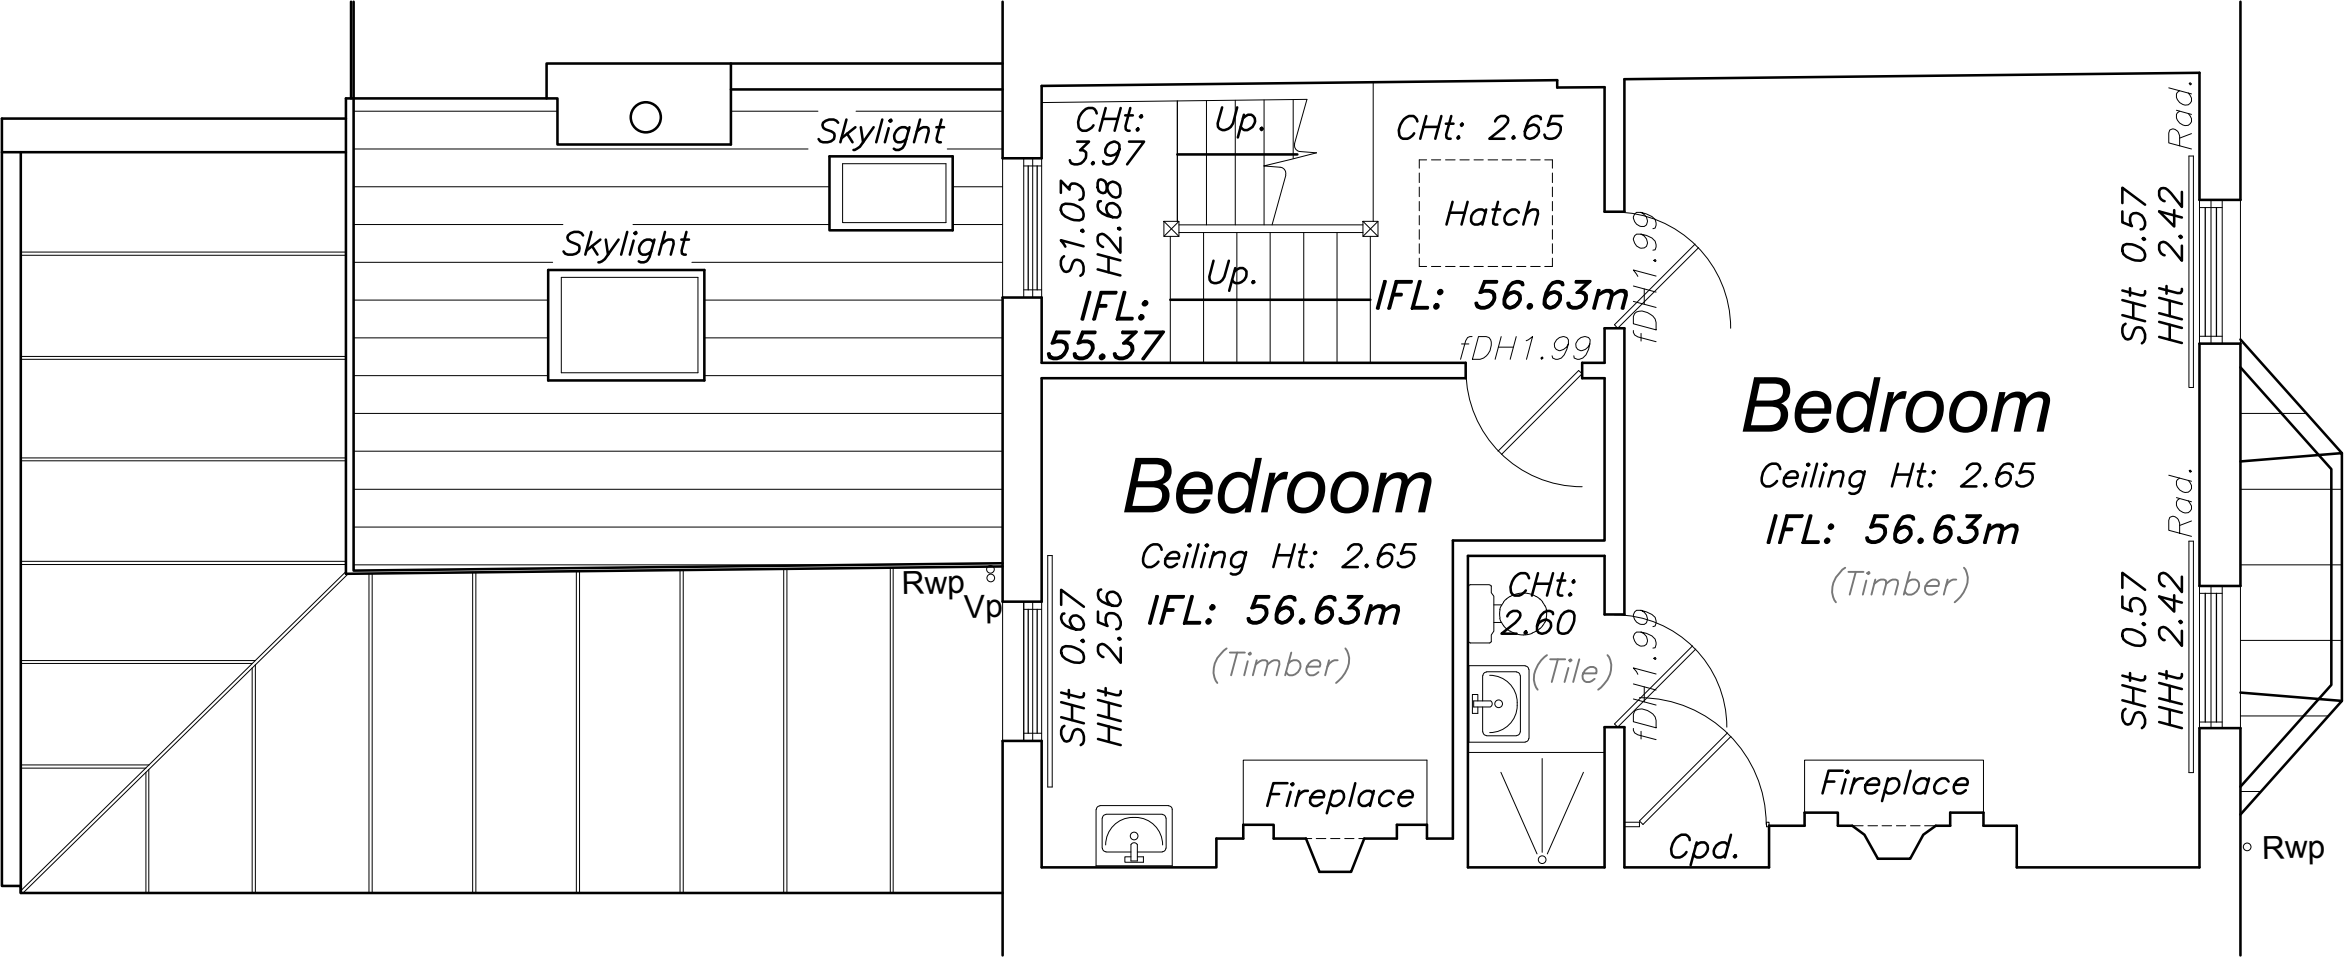 Skylight
Skylight
Rwp
Vp
CHt:
3.97
S1.03
H2.68
IFL:
55.37
Up.
Up.
CHt: 2.65
Hatch
IFL: 56.63m
fDH1.99
fDH1.99
Bedroom
Ceiling Ht: 2.65
IFL: 56.63m
(Timber)
SHt 0.67
HHt 2.56
Fireplace
CHt:
2.60
(Tile)
fDH1.99
Bedroom
Ceiling Ht: 2.65
IFL: 56.63m
(Timber)
Rad.
SHt 0.57
HHt 2.42
Rad.
SHt 0.57
HHt 2.42
Fireplace
Cpd.
Rwp